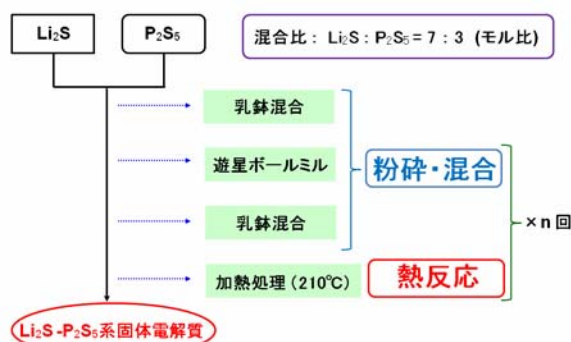 Li₂S
P₂S₅
混合比： Li₂S：P₂S₅＝7：3 (モル比)
乳鉢混合
遊星ボールミル
粉砕・混合
乳鉢混合
×n回
加熱処理(210℃)
熱反応
Li₂S-P₂S₅系固体電解質